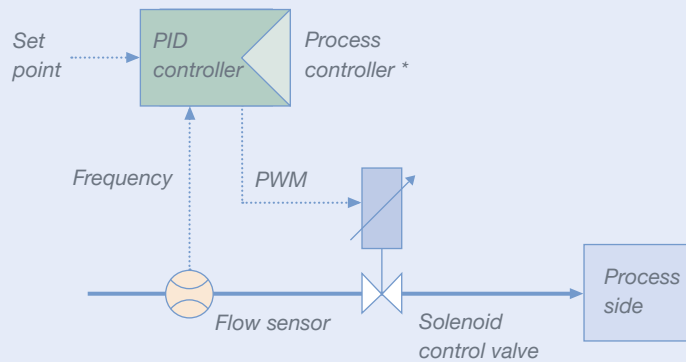 Set
point
PID
controller
Process
controller *
Frequency
PWM
Flow sensor
Solenoid
control valve
Process
side